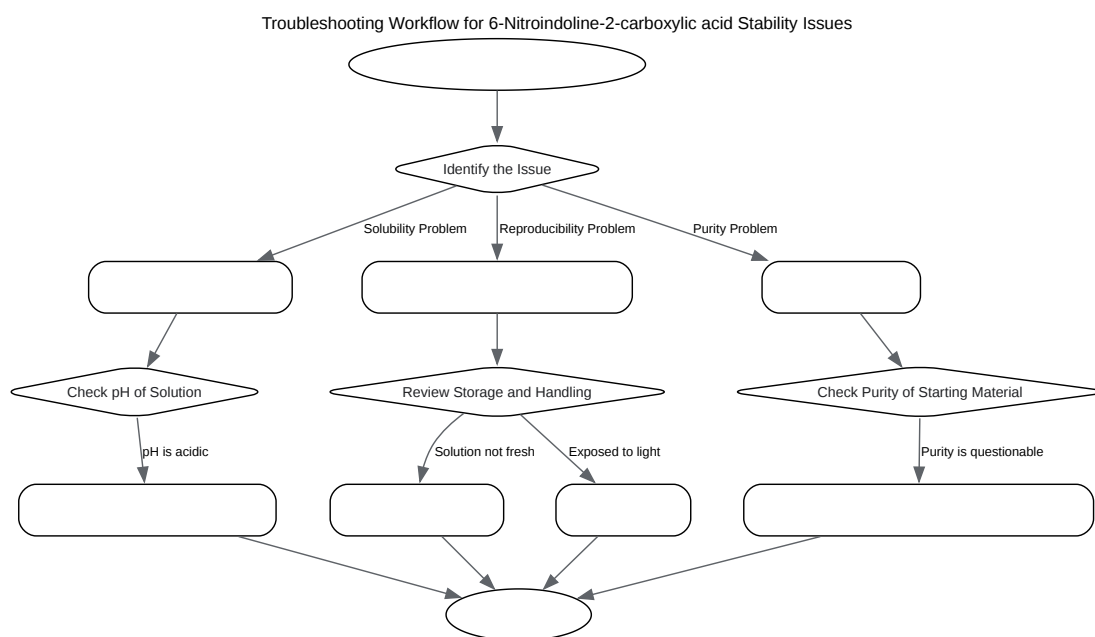 Troubleshooting Workflow for 6-Nitroindoline-2-carboxylic acid Stability Issues
Identify the Issue
Solubility Problem
Reproducibility Problem
Purity Problem
Check pH of Solution
Review Storage and Handling
Check Purity of Starting Material
pH is acidic
Solution not fresh
Exposed to light
Purity is questionable